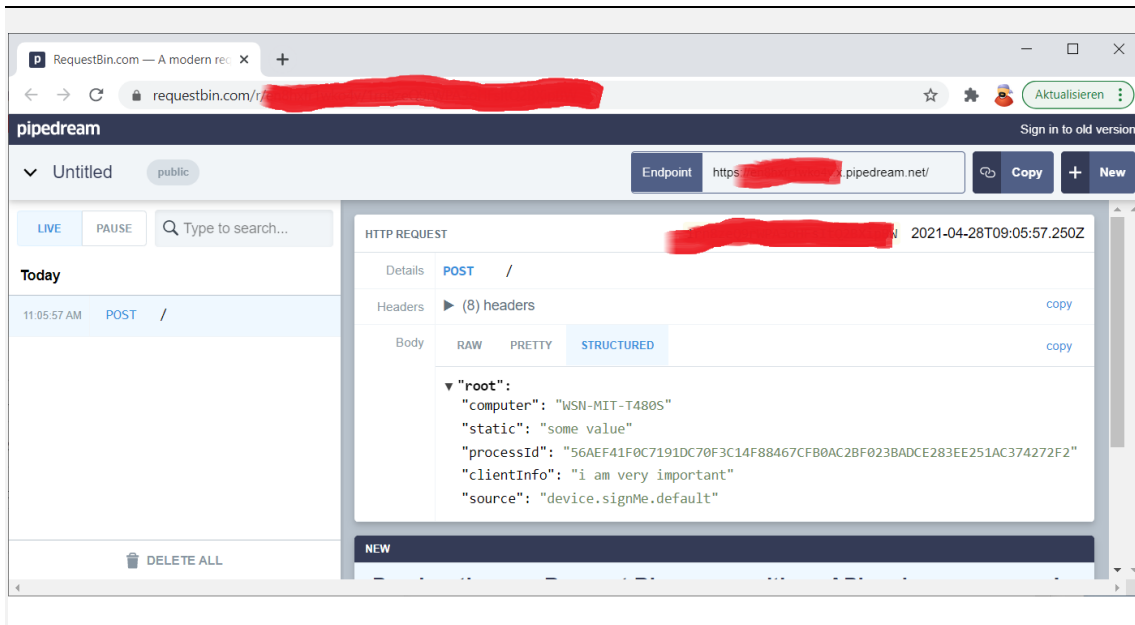 RequestBin.com — A modern rec
requestbin.com/r/
Aktualisieren
pipedream
Sign in to old version
Untitled public
Endpoint https x.pipedream.net/ Copy New
LIVE PAUSE Type to search...
HTTP REQUEST 2021-04-28T09:05:57.250Z
Today
Details POST /
11:05:57 AM POST /
Headers (8) headers copy
Body RAW PRETTY STRUCTURED copy
"root":
"computer": "WSN-MIT-T480S"
"static": "some value"
"processId": "56AEF41F0C7191DC70F3C14F88467CFB0AC2BF023BADCE283EE251AC374272F2"
"clientInfo": "i am very important"
"source": "device.signMe.default"
DELETE ALL
NEW